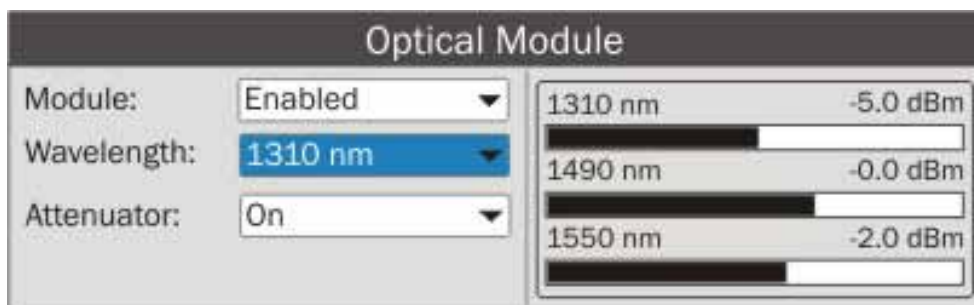 Optical Module
Module: Enabled
Wavelength: 1310 nm
Attenuator: On
1310 nm -5.0 dBm
1490 nm -0.0 dBm
1550 nm -2.0 dBm